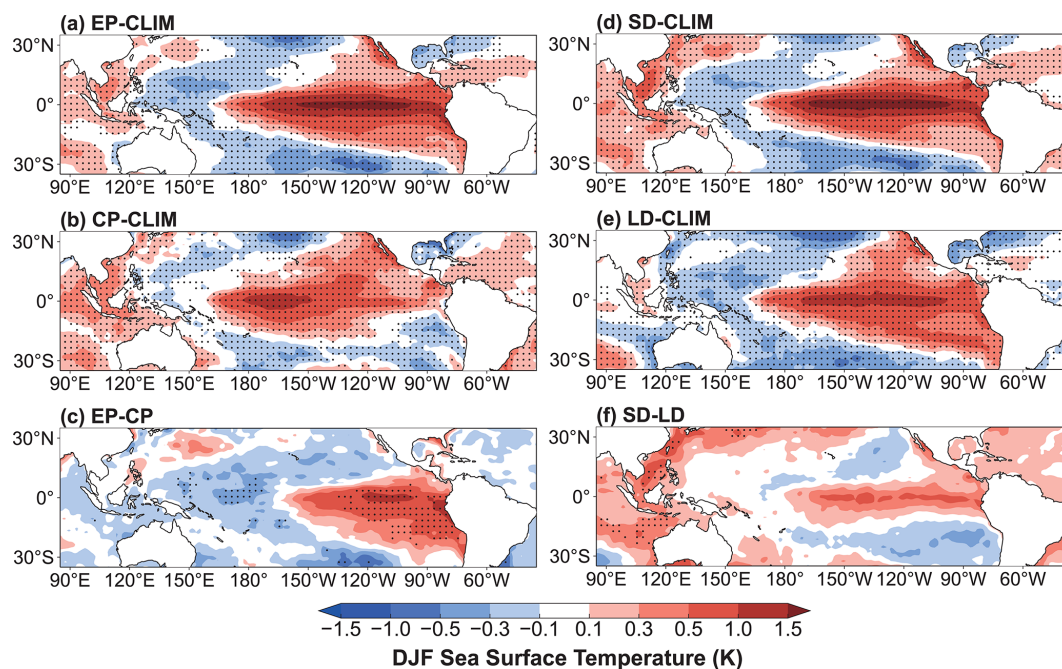 (a) EP-CLIM
30°N
0°
30°S
90°E 120°E 150°E 180° 150°W 120°W 90°W 60°W
(d) SD-CLIM
30°N
0°
30°S
90°E 120°E 150°E 180° 150°W 120°W 90°W 60°W
(b) CP-CLIM
30°N
0°
30°S
90°E 120°E 150°E 180° 150°W 120°W 90°W 60°W
(e) LD-CLIM
30°N
0°
30°S
90°E 120°E 150°E 180° 150°W 120°W 90°W 60°W
(c) EP-CP
30°N
0°
30°S
90°E 120°E 150°E 180° 150°W 120°W 90°W 60°W
(f) SD-LD
30°N
0°
30°S
90°E 120°E 150°E 180° 150°W 120°W 90°W 60°W
−1.5 −1.0 −0.5 −0.3 −0.1 0.1 0.3 0.5 1.0 1.5
DJF Sea Surface Temperature (K)